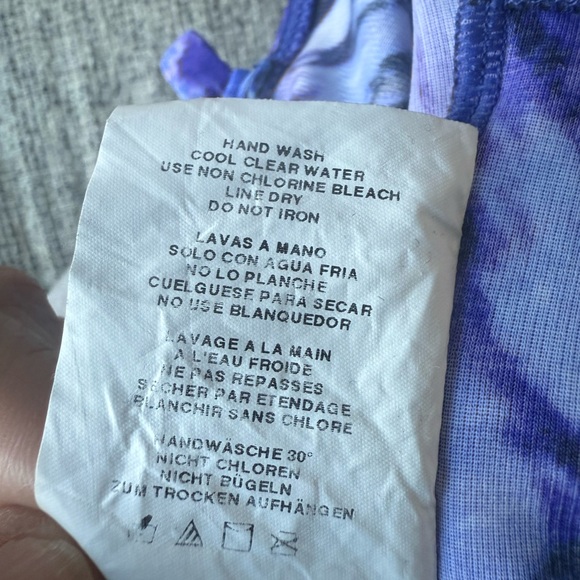 HAND WASH
COOL CLEAR WATER
USE NON CHLORINE BLEACH
LINE DRY
DO NOT IRON
LAVAS A MANO
SOLO CON AGUA FRIA
NO LO PLANCHE
CUELGUESE PARA SECAR
NO USE BLANQUEDOR
LAVAGE A LA MAIN
A L'EAU FROIDE
NE PAS REPASSES
SECHER PAR ETENDAGE
PLANCHIR SANS CHLORE
HANDWÄSCHE 30°
NICHT CHLOREN
NICHT BÜGELN
ZUM TROCKEN AUFHÄNGEN